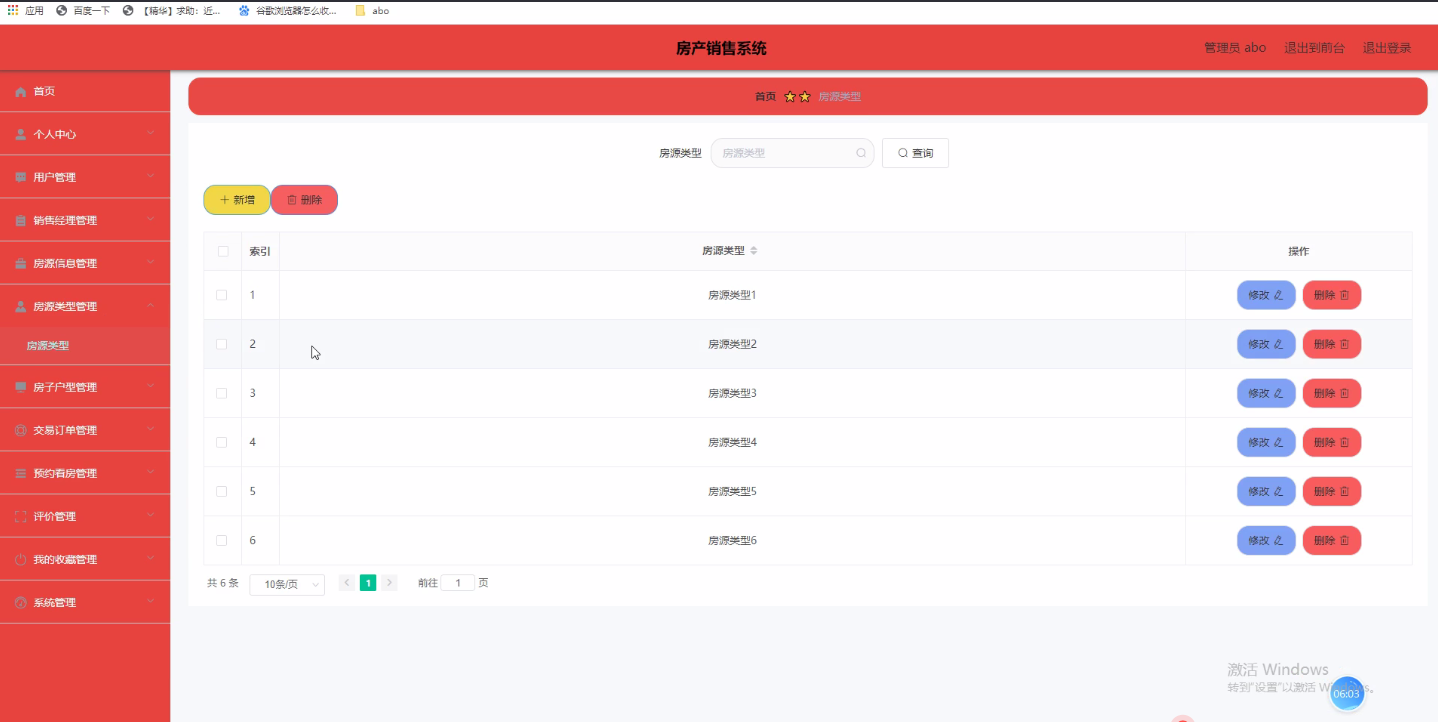 应用 百度一下 【精华】求助：近... 谷歌浏览器怎么收... abo
房产销售系统 管理员 abo 退出到前台 退出登录
首页
个人中心
用户管理
销售经理管理
房源信息管理
房源类型管理
房源类型
房子户型管理
交易订单管理
预约看房管理
评价管理
我的收藏管理
系统管理
首页 房源类型
房源类型 房源类型 查询
新增 删除
索引 房源类型 操作
1 房源类型1 修改 删除
2 房源类型2 修改 删除
3 房源类型3 修改 删除
4 房源类型4 修改 删除
5 房源类型5 修改 删除
6 房源类型6 修改 删除
共 6 条 10条/页 1 前往 1 页
激活 Windows
转到"设置"以激活 W
06:03